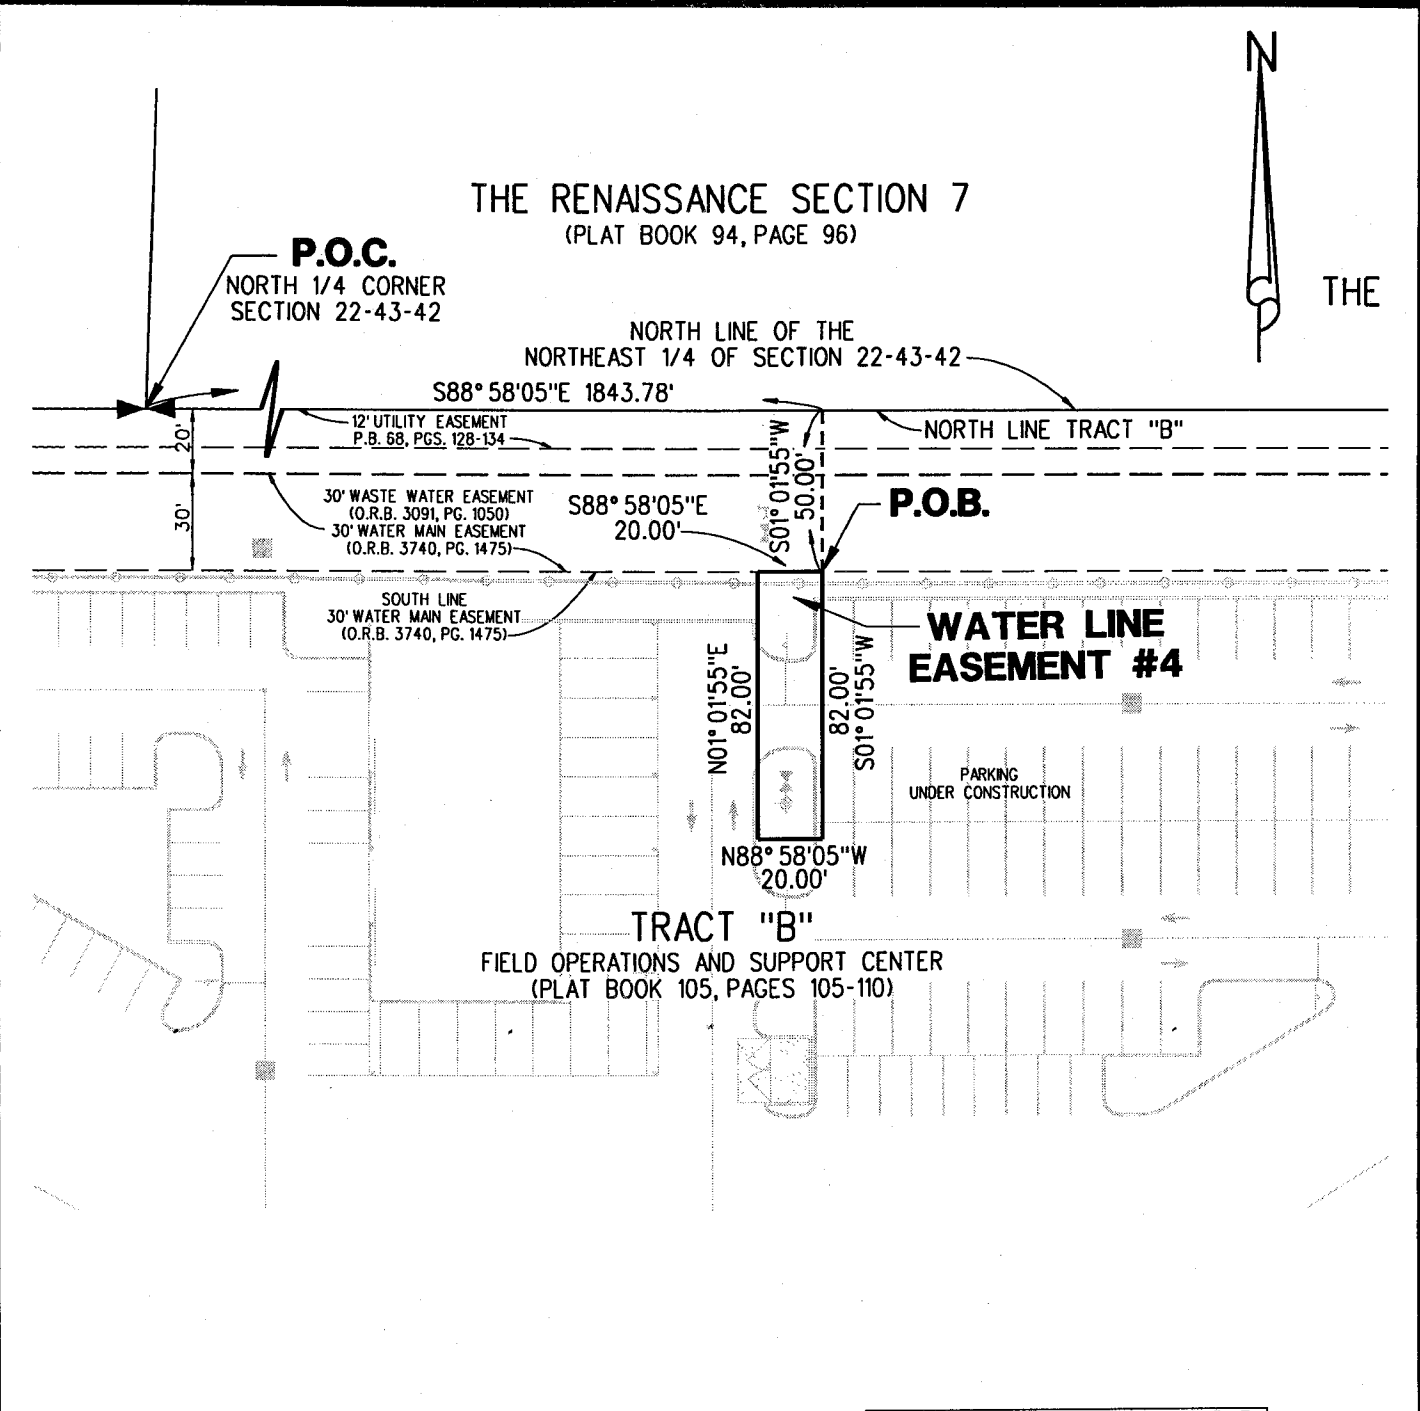 N
THE RENAISSANCE SECTION 7
(PLAT BOOK 94, PAGE 96)
P.O.C.
NORTH 1/4 CORNER
SECTION 22-43-42
THE
NORTH LINE OF THE
NORTHEAST 1/4 OF SECTION 22-43-42
S88°58'05"E 1843.78'
12' UTILITY EASEMENT
P.B. 68, PGS. 128-134
NORTH LINE TRACT "B"
20'
30'
S01°01'55"W
50.00'
30' WASTE WATER EASEMENT
(O.R.B. 3091, PG. 1050)
30' WATER MAIN EASEMENT
(O.R.B. 3740, PG. 1475)
S88°58'05"E
20.00'
P.O.B.
SOUTH LINE
30' WATER MAIN EASEMENT
(O.R.B. 3740, PG. 1475)
WATER LINE
EASEMENT #4
N01°01'55"E
82.00'
82.00'
S01°01'55"W
PARKING
UNDER CONSTRUCTION
N88°58'05"W
20.00'
TRACT "B"
FIELD OPERATIONS AND SUPPORT CENTER
(PLAT BOOK 105, PAGES 105-110)